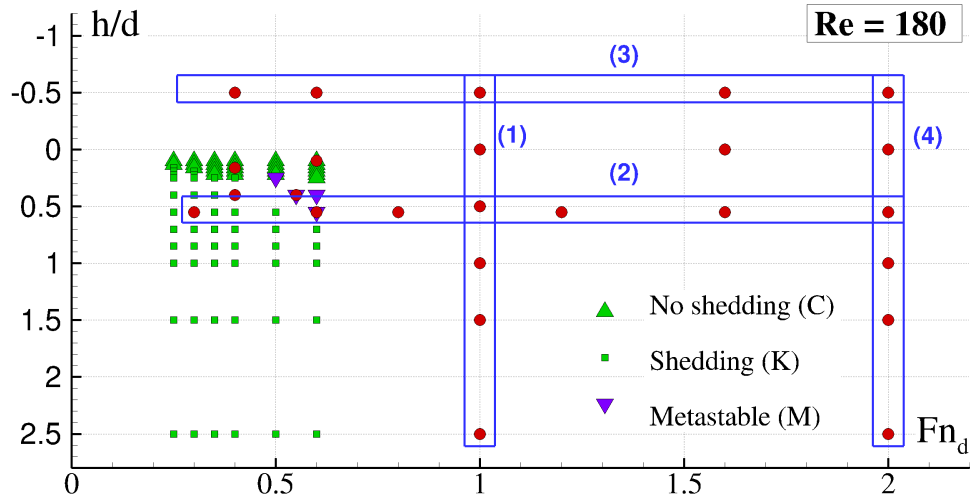 h/d
Re = 180
-1
(3)
-0.5
(1)
(4)
0
(2)
0.5
1
No shedding (C)
1.5
Shedding (K)
2
Metastable (M)
2.5
Fn_d
0
0.5
1
1.5
2